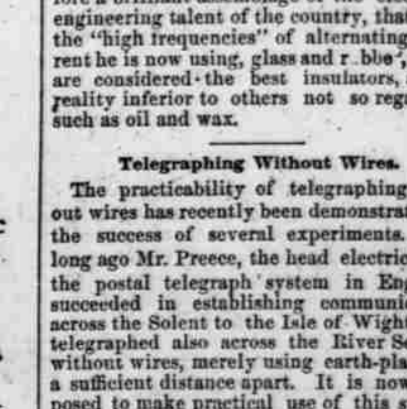 engineering talent of the country, tha
the "high frequencies" of alternating
rent he is now using, glass and r bbe ,
are considered the best insulators,
reality inferior to others not so reg
such as oil and wax.
Telegraphing Without Wires.
The practicability of telegraphing
out wires has recently been demonstra
the success of several experiments.
long ago Mr. Preece, the head electric
the postal telegraph system in Eng
succeeded in establishing communi
across the Solent to the Isle of Wigh
telegraphed also across the River Se
without wires, merely using earth-pla
a sufficient distance apart. It is now
posed to make practical use of this s